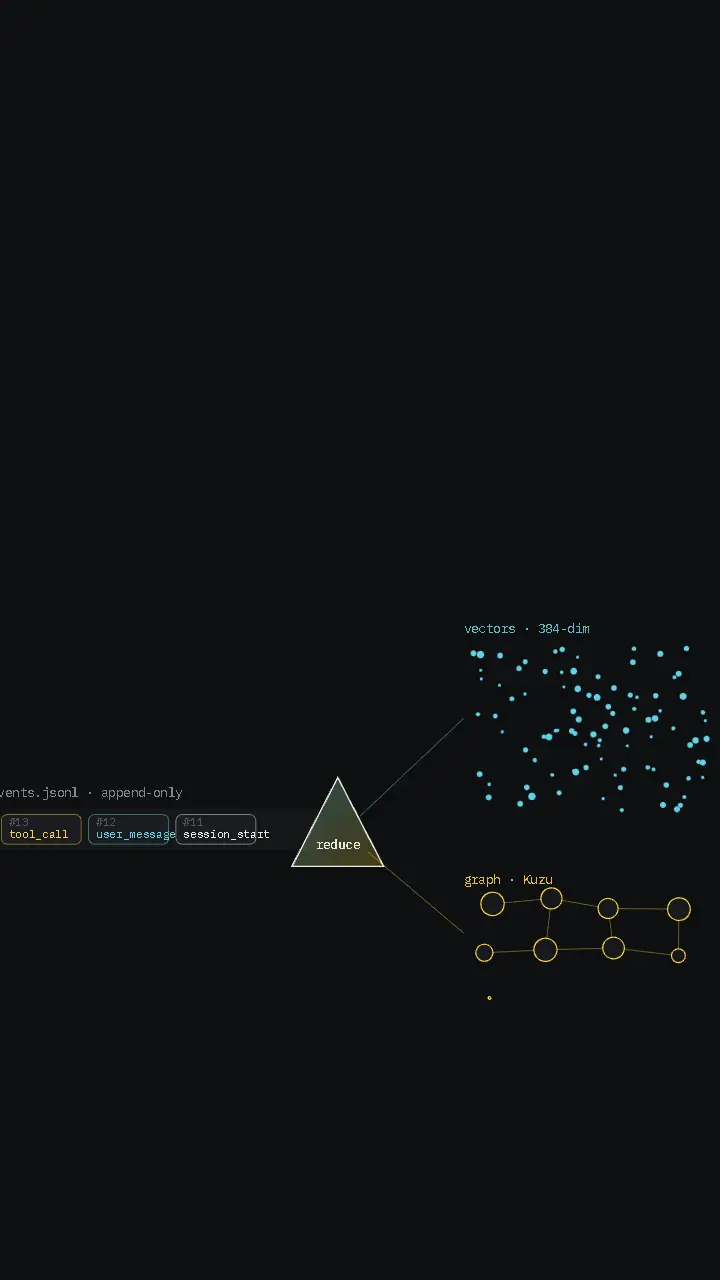 vectors · 384-dim
vents.jsonl · append-only
#13
tool_call
#12
user_message
#11
session_start
reduce
graph · Kuzu